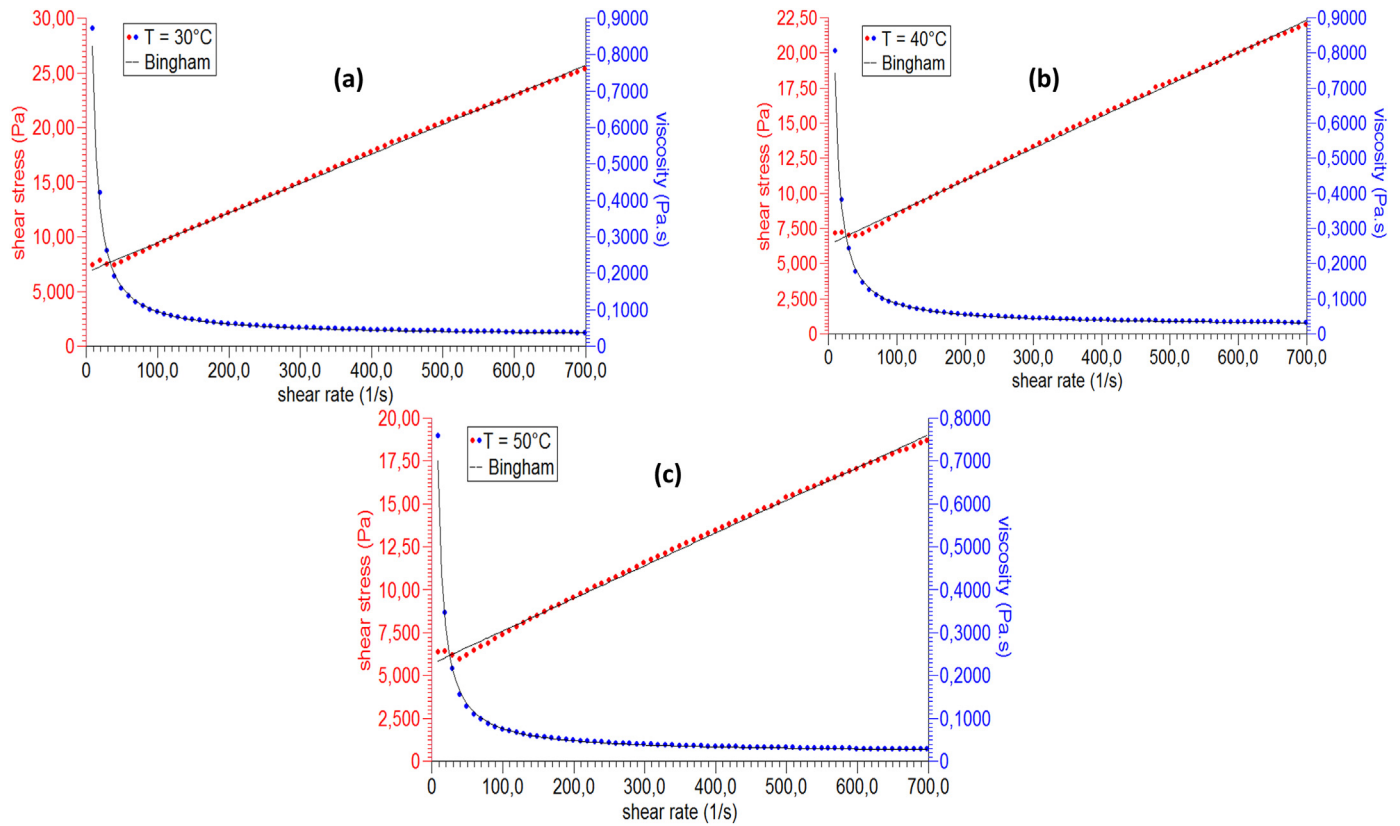 30,00
25,00
20,00
15,00
10,00
5,000
0
shear stress (Pa)
T = 30°C
Bingham
(a)
0,9000
0,8000
0,7000
0,6000
0,5000
0,4000
0,3000
0,2000
0,1000
0
viscosity (Pa.s)
0 100,0 200,0 300,0 400,0 500,0 600,0 700,0
shear rate (1/s)
22,50
20,00
17,50
15,00
12,50
10,00
7,500
5,000
2,500
0
shear stress (Pa)
T = 40°C
Bingham
(b)
0,9000
0,8000
0,7000
0,6000
0,5000
0,4000
0,3000
0,2000
0,1000
0
viscosity (Pa.s)
0 100,0 200,0 300,0 400,0 500,0 600,0 700,0
shear rate (1/s)
20,00
17,50
15,00
12,50
10,00
7,500
5,000
2,500
0
shear stress (Pa)
T = 50°C
Bingham
(c)
0,8000
0,7000
0,6000
0,5000
0,4000
0,3000
0,2000
0,1000
0
viscosity (Pa.s)
0 100,0 200,0 300,0 400,0 500,0 600,0 700,0
shear rate (1/s)